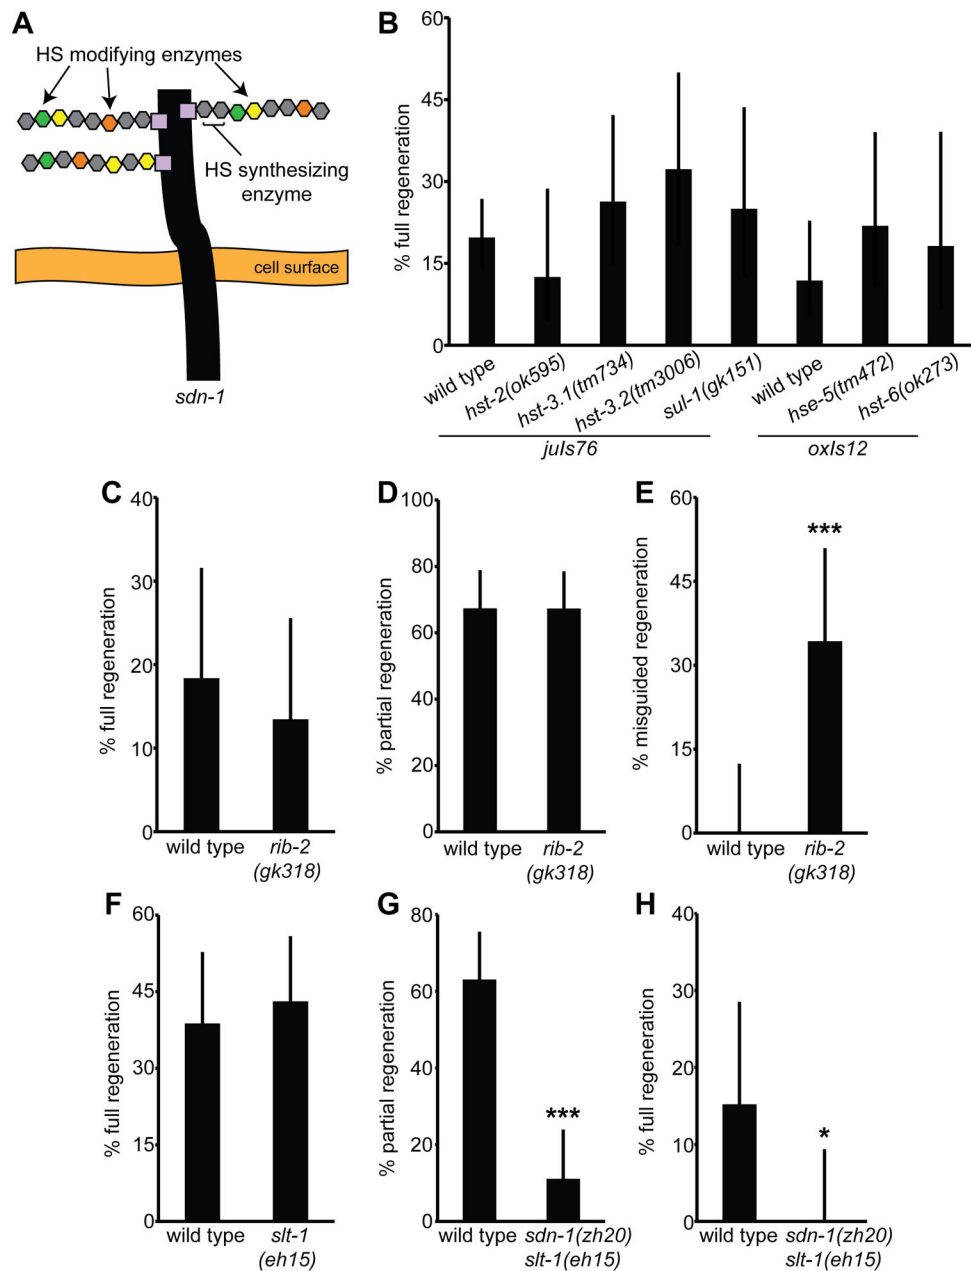 A
HS modifying enzymes
HS synthesizing
enzyme
cell surface
sdn-1
B
% full regeneration
60
45
30
15
0
wild type
hst-2(ok595)
hst-3.1(tm734)
hst-3.2(tm3006)
sul-1(gk151)
wild type
hse-5(tm472)
hst-6(ok273)
juIs76
oxIs12
C
% full regeneration
40
30
20
10
0
wild type
rib-2
(gk318)
D
% partial regeneration
100
80
60
40
20
0
wild type
rib-2
(gk318)
E
% misguided regeneration
60
45
30
15
0
***
wild type
rib-2
(gk318)
F
% full regeneration
60
45
30
15
0
wild type
slt-1
(eh15)
G
% partial regeneration
80
60
40
20
0
***
wild type
sdn-1(zh20)
slt-1(eh15)
H
% full regeneration
40
30
20
10
0
*
wild type
sdn-1(zh20)
slt-1(eh15)